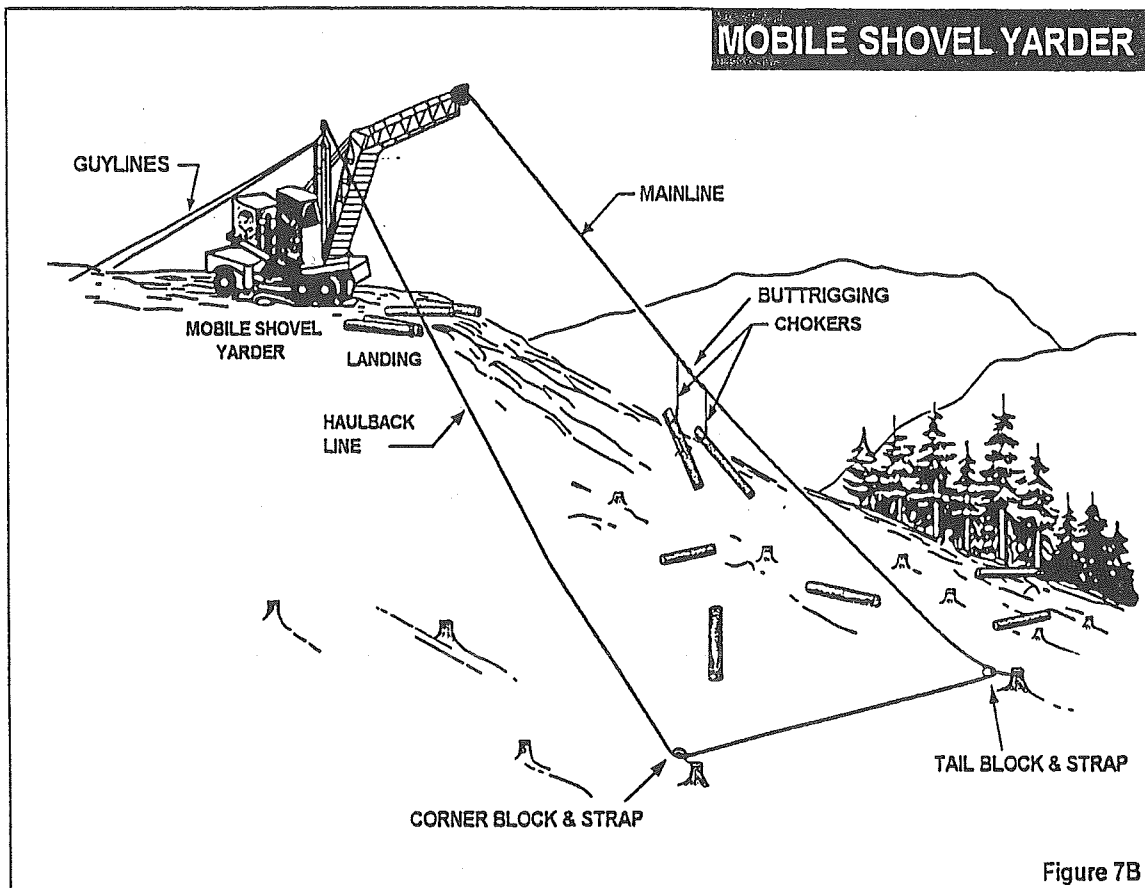 MOBILE SHOVEL YARDER
GUYLINES
MAINLINE
BUTTRIGGING
CHOKERS
MOBILE SHOVEL
YARDER
LANDING
HAULBACK
LINE
TAIL BLOCK & STRAP
CORNER BLOCK & STRAP
Figure 7B